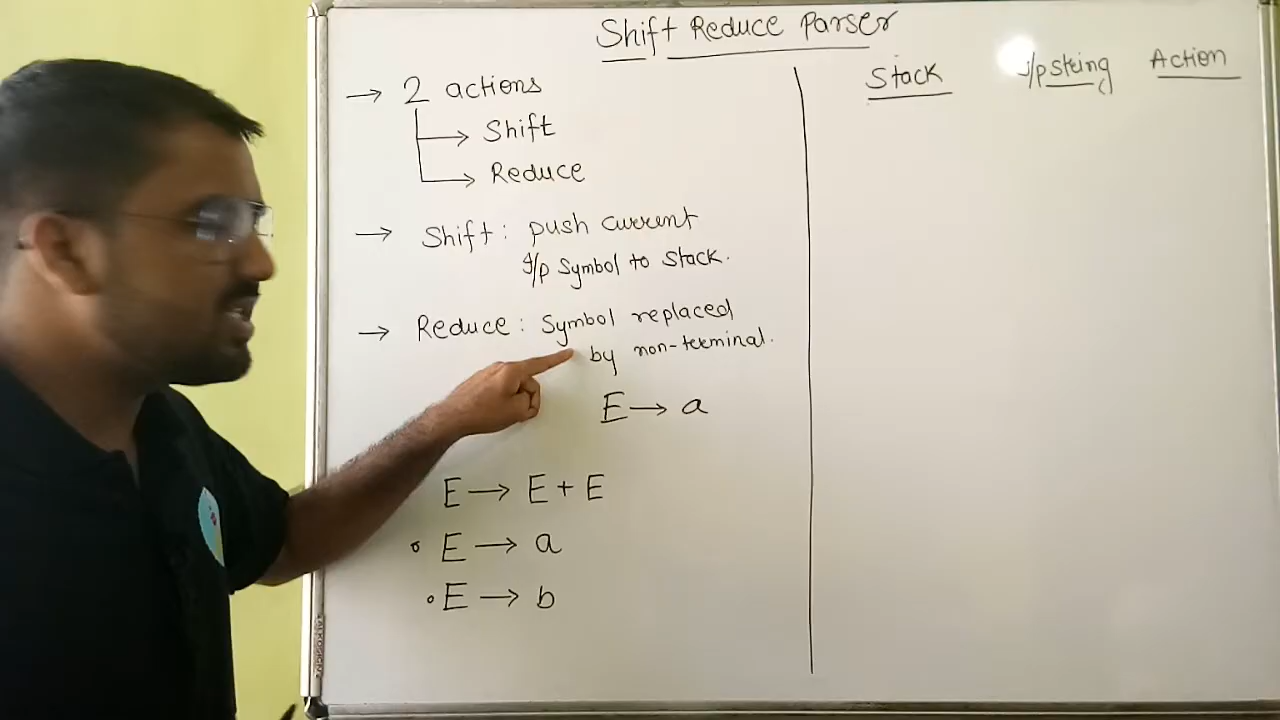 Shift Reduce Parser
→ 2 actions
→ Shift
→ Reduce
→ Shift: push current
I/p Symbol to Stack.
→ Reduce: Symbol replaced
by non-terminal.
E → a
E → E + E
E → a
E → b
Stack I/p string Action